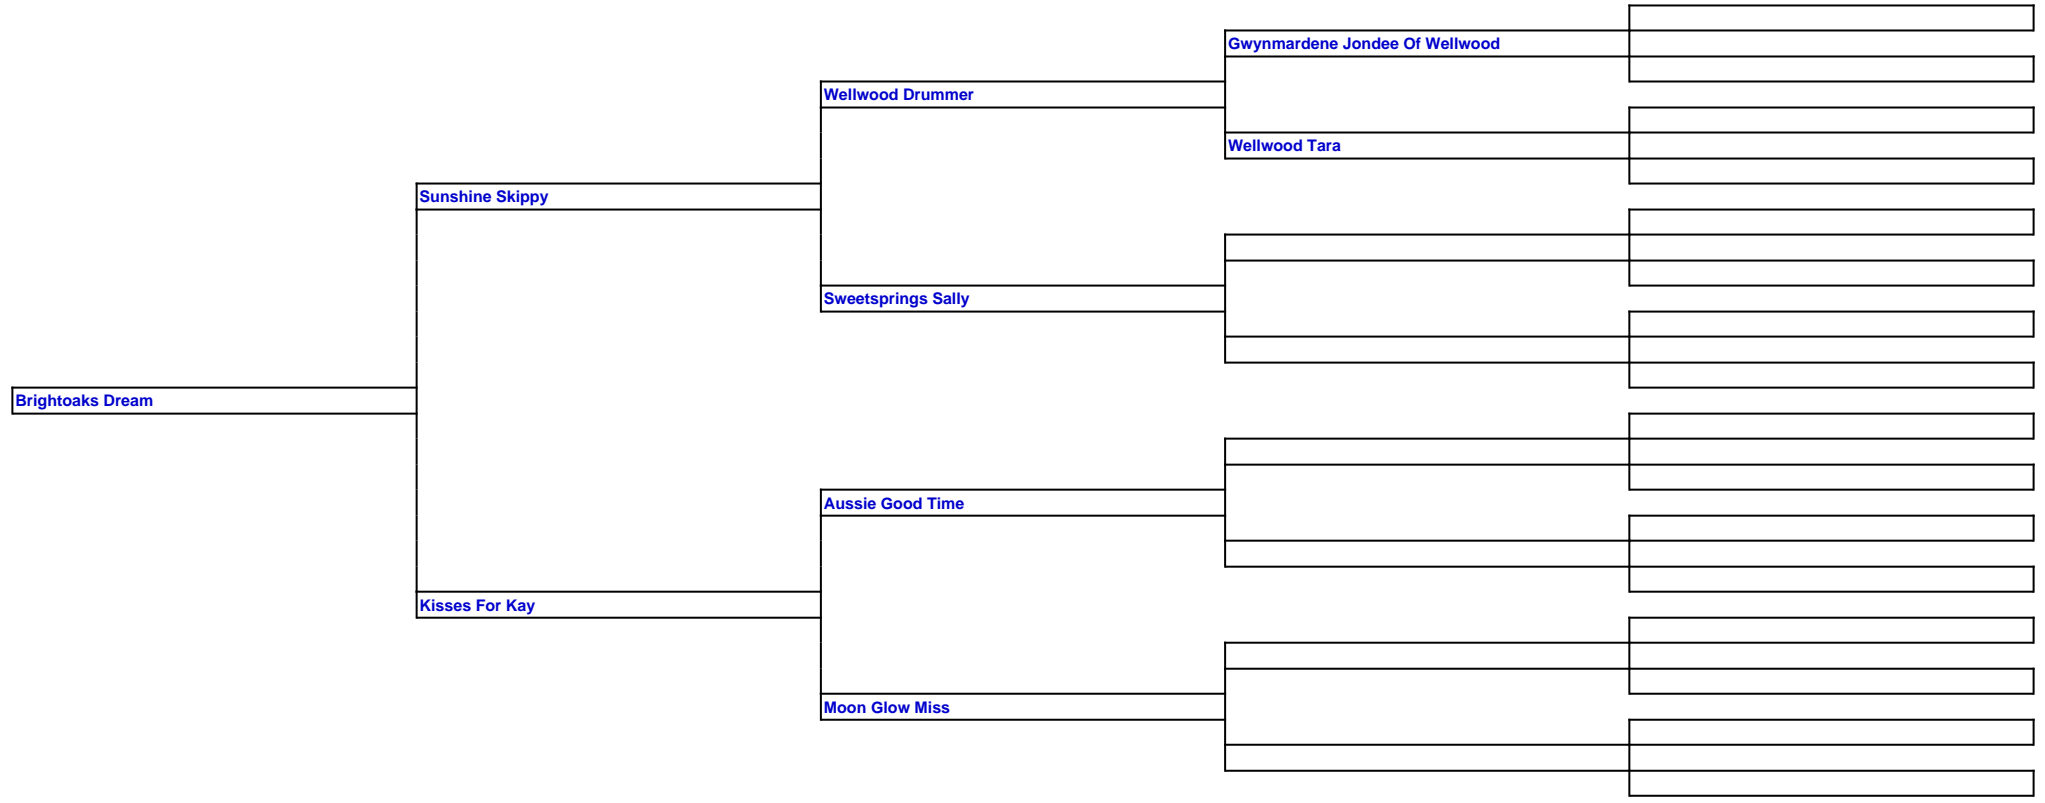 Gwynmardene Jondee Of Wellwood
Wellwood Drummer
Wellwood Tara
Sunshine Skippy
Sweetsprings Sally
Brightoaks Dream
Aussie Good Time
Kisses For Kay
Moon Glow Miss